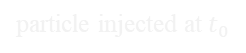 particle injected at t₀